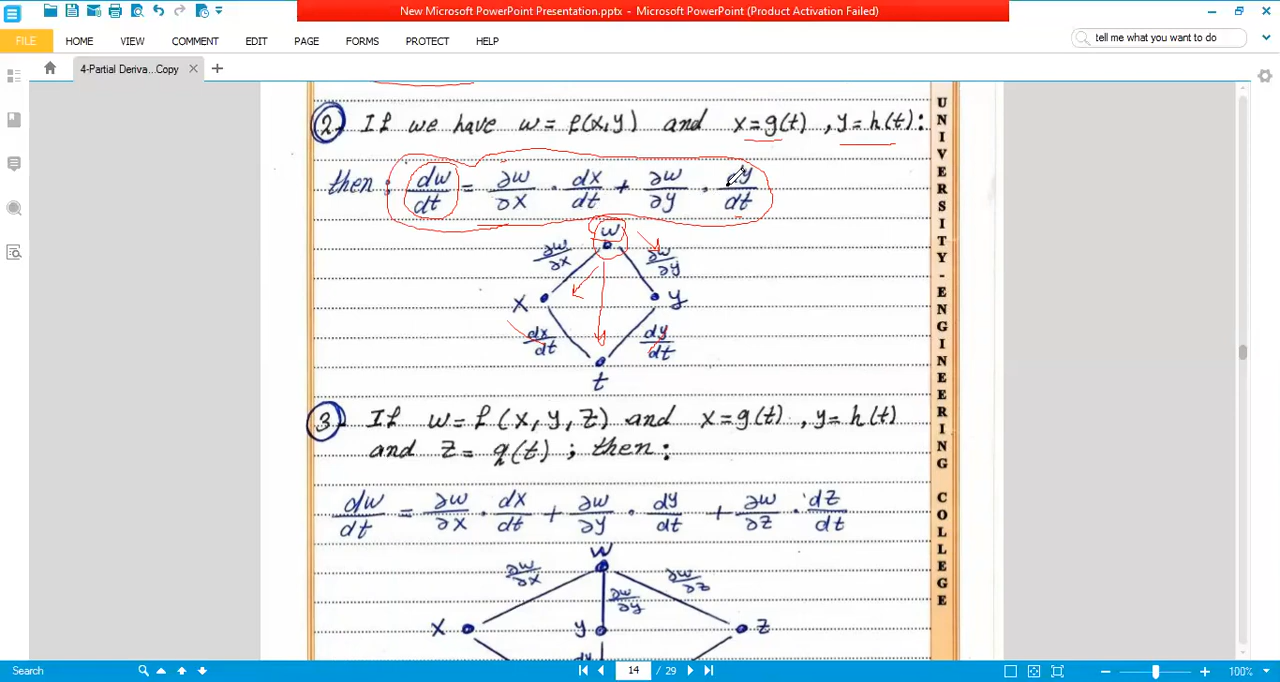 New Microsoft PowerPoint Presentation.pptx - Microsoft PowerPoint (Product Activation Failed)
FILE HOME VIEW COMMENT EDIT PAGE FORMS PROTECT HELP
tell me what you want to do
4-Partial Deriva...Copy
2. If we have w = f(x,y) and x = g(t) , y = h(t) :
then : dw/dt = ∂w/∂x . dx/dt + ∂w/∂y . dy/dt
w
∂w/∂x ∂w/∂y
x y
dx/dt dy/dt
t
3. If w = f (x, y, z) and x = g(t) , y = h(t)
and z = q(t) ; then :
dw/dt = ∂w/∂x . dx/dt + ∂w/∂y . dy/dt + ∂w/∂z . dz/dt
w
∂w/∂x ∂w/∂y ∂w/∂z
x y z
UNIVERSITY - ENGINEERING COLLEGE
Search 14 / 29 100%